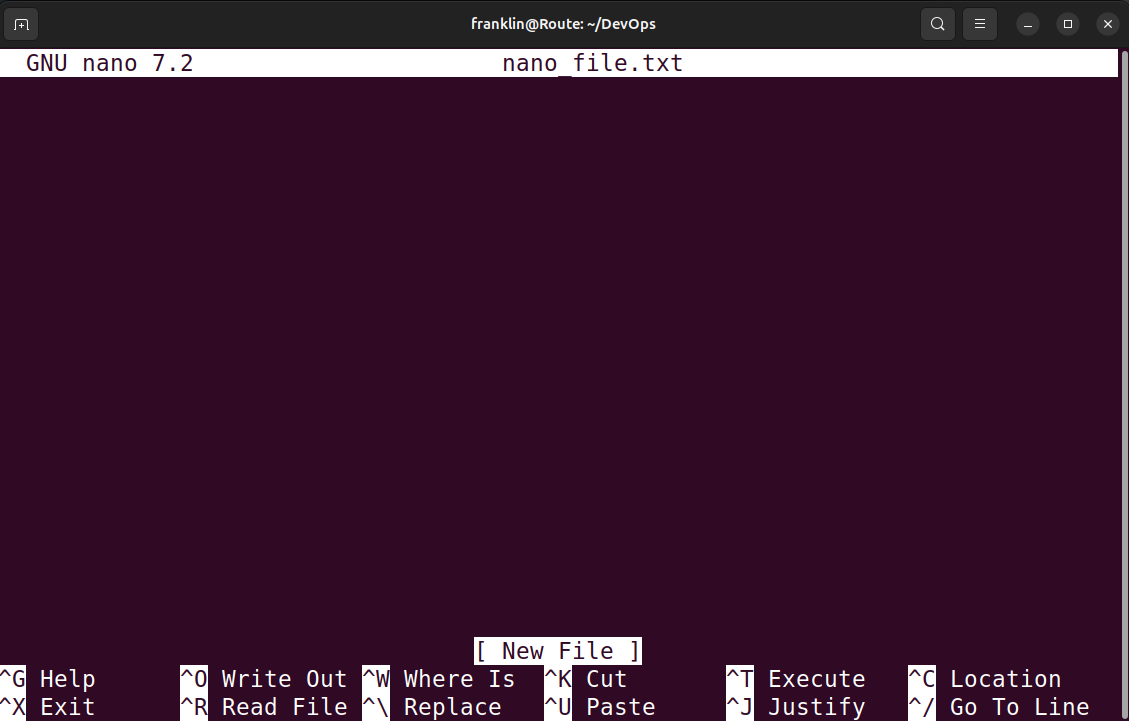 franklin@Route: ~/DevOps
GNU nano 7.2 nano_file.txt
[ New File ]
^G Help ^O Write Out ^W Where Is ^K Cut ^T Execute ^C Location
^X Exit ^R Read File ^\ Replace ^U Paste ^J Justify ^/ Go To Line